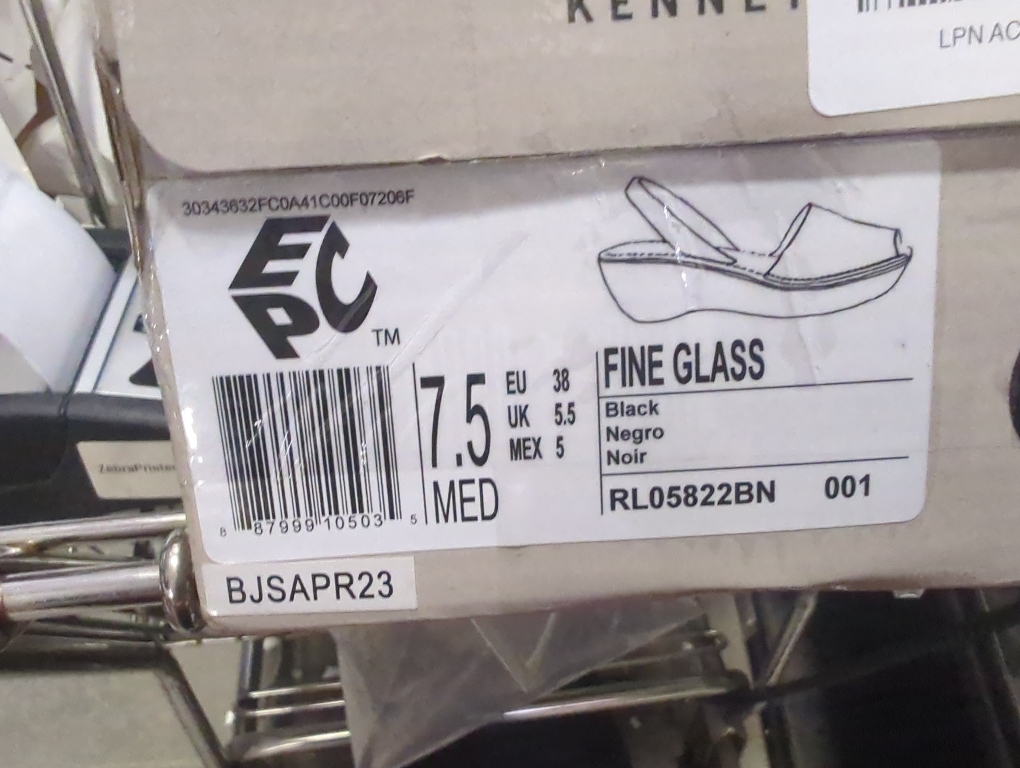 KENNE
LPN AC
30343632FC0A41C00F07206F
EPC
TM
7.5
MED
EU 38
UK 5.5
MEX 5
FINE GLASS
Black
Negro
Noir
RL05822BN 001
8 87999 10503 5
BJSAPR23
ZebraPrinte